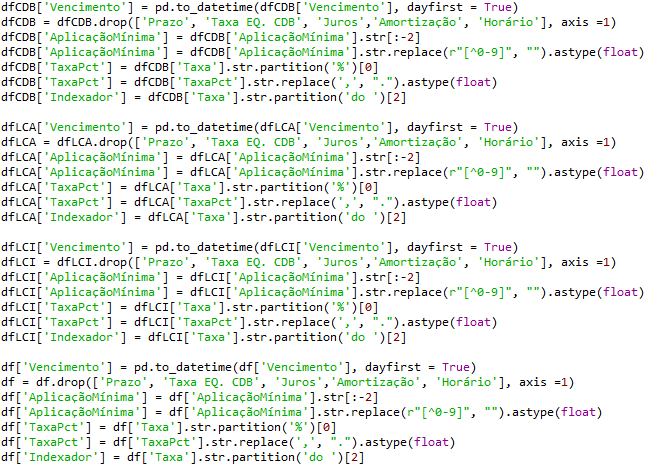 dfCDB['Vencimento'] = pd.to_datetime(dfCDB['Vencimento'], dayfirst = True)
dfCDB = dfCDB.drop(['Prazo', 'Taxa EQ. CDB', 'Juros','Amortização', 'Horário'], axis =1)
dfCDB['AplicaçãoMínima'] = dfCDB['AplicaçãoMínima'].str[:-2]
dfCDB['AplicaçãoMínima'] = dfCDB['AplicaçãoMínima'].str.replace(r"[^0-9]", "").astype(float)
dfCDB['TaxaPct'] = dfCDB['Taxa'].str.partition('%')[0]
dfCDB['TaxaPct'] = dfCDB['TaxaPct'].str.replace(',', ".").astype(float)
dfCDB['Indexador'] = dfCDB['Taxa'].str.partition('do ')[2]
dfLCA['Vencimento'] = pd.to_datetime(dfLCA['Vencimento'], dayfirst = True)
dfLCA = dfLCA.drop(['Prazo', 'Taxa EQ. CDB', 'Juros','Amortização', 'Horário'], axis =1)
dfLCA['AplicaçãoMínima'] = dfLCA['AplicaçãoMínima'].str[:-2]
dfLCA['AplicaçãoMínima'] = dfLCA['AplicaçãoMínima'].str.replace(r"[^0-9]", "").astype(float)
dfLCA['TaxaPct'] = dfLCA['Taxa'].str.partition('%')[0]
dfLCA['TaxaPct'] = dfLCA['TaxaPct'].str.replace(',', ".").astype(float)
dfLCA['Indexador'] = dfLCA['Taxa'].str.partition('do ')[2]
dfLCI['Vencimento'] = pd.to_datetime(dfLCI['Vencimento'], dayfirst = True)
dfLCI = dfLCI.drop(['Prazo', 'Taxa EQ. CDB', 'Juros','Amortização', 'Horário'], axis =1)
dfLCI['AplicaçãoMínima'] = dfLCI['AplicaçãoMínima'].str[:-2]
dfLCI['AplicaçãoMínima'] = dfLCI['AplicaçãoMínima'].str.replace(r"[^0-9]", "").astype(float)
dfLCI['TaxaPct'] = dfLCI['Taxa'].str.partition('%')[0]
dfLCI['TaxaPct'] = dfLCI['TaxaPct'].str.replace(',', ".").astype(float)
dfLCI['Indexador'] = dfLCI['Taxa'].str.partition('do ')[2]
df['Vencimento'] = pd.to_datetime(df['Vencimento'], dayfirst = True)
df = df.drop(['Prazo', 'Taxa EQ. CDB', 'Juros','Amortização', 'Horário'], axis =1)
df['AplicaçãoMínima'] = df['AplicaçãoMínima'].str[:-2]
df['AplicaçãoMínima'] = df['AplicaçãoMínima'].str.replace(r"[^0-9]", "").astype(float)
df['TaxaPct'] = df['Taxa'].str.partition('%')[0]
df['TaxaPct'] = df['TaxaPct'].str.replace(',', ".").astype(float)
df['Indexador'] = df['Taxa'].str.partition('do ')[2]